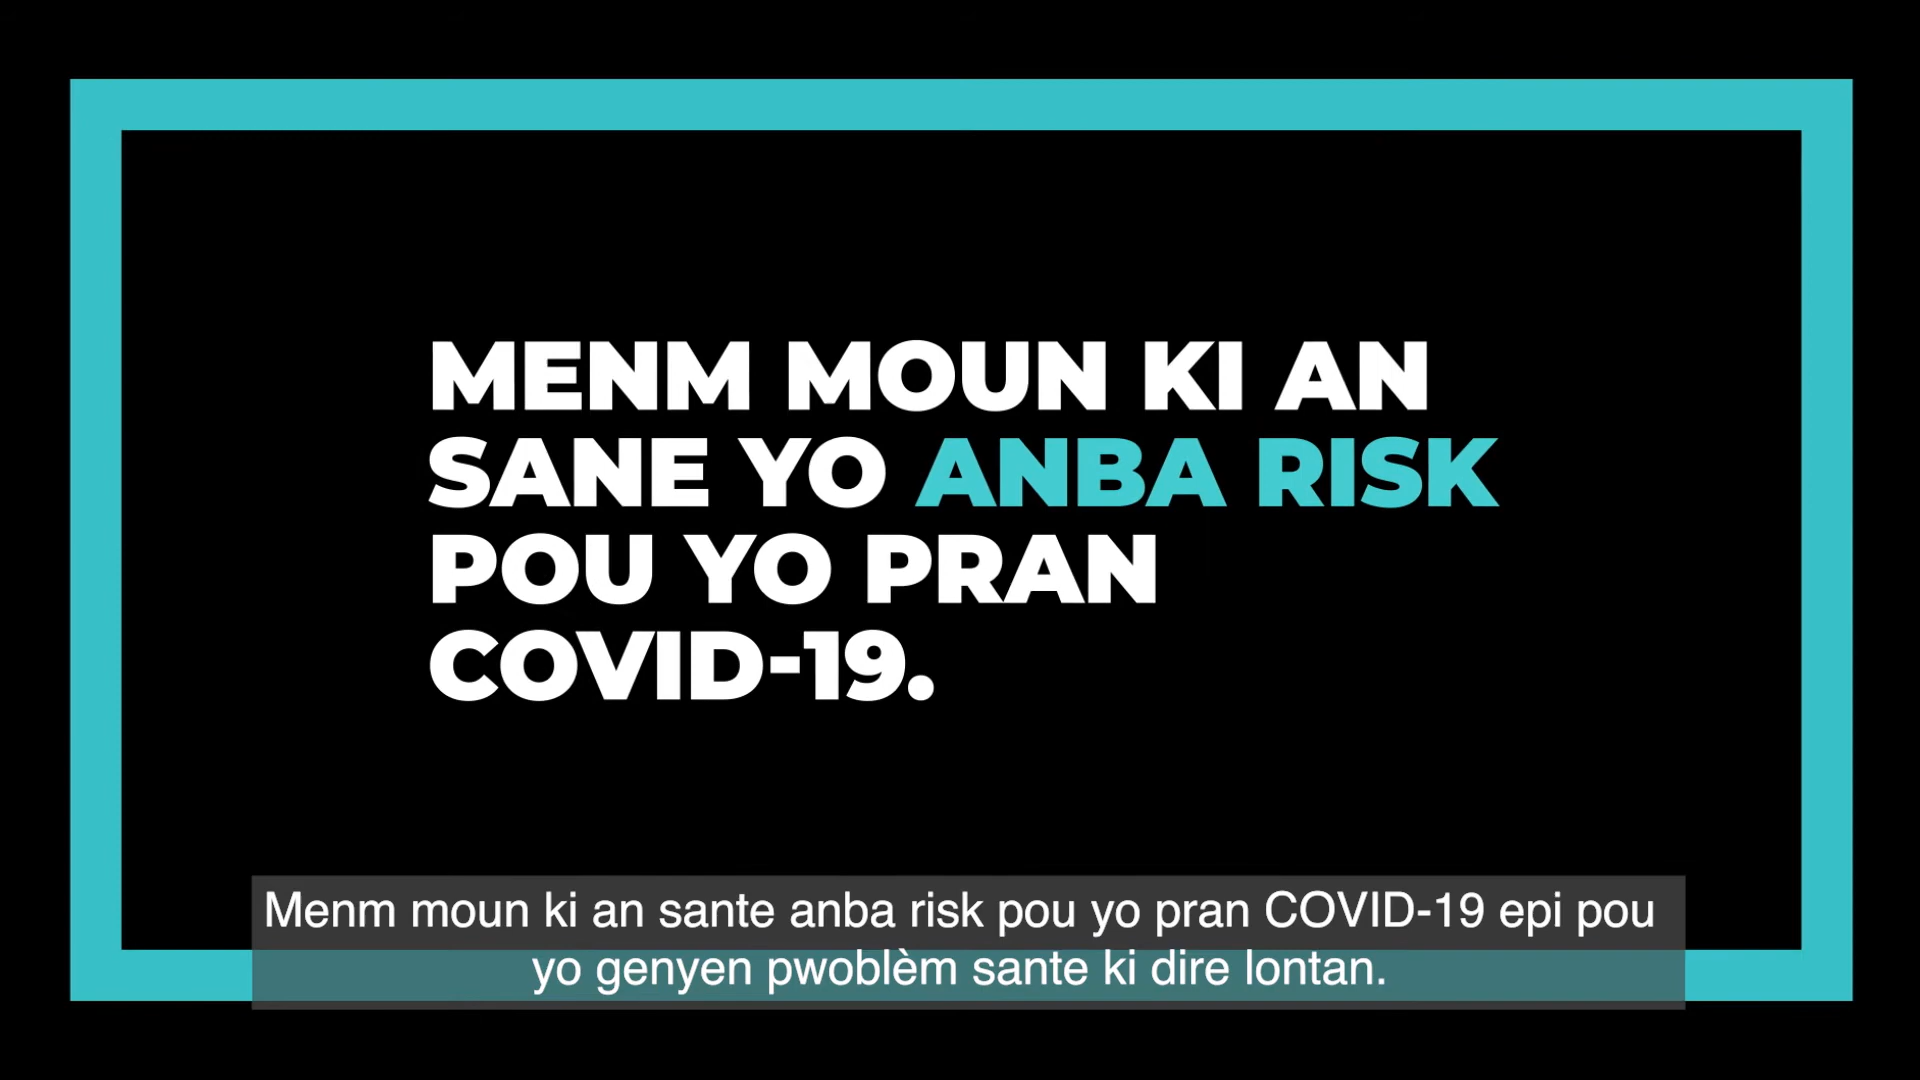 MENM MOUN KI AN
SANE YO ANBA RISK
POU YO PRAN
COVID-19.
Menm moun ki an sante anba risk pou yo pran COVID-19 epi pou
yo genyen pwoblèm sante ki dire lontan.